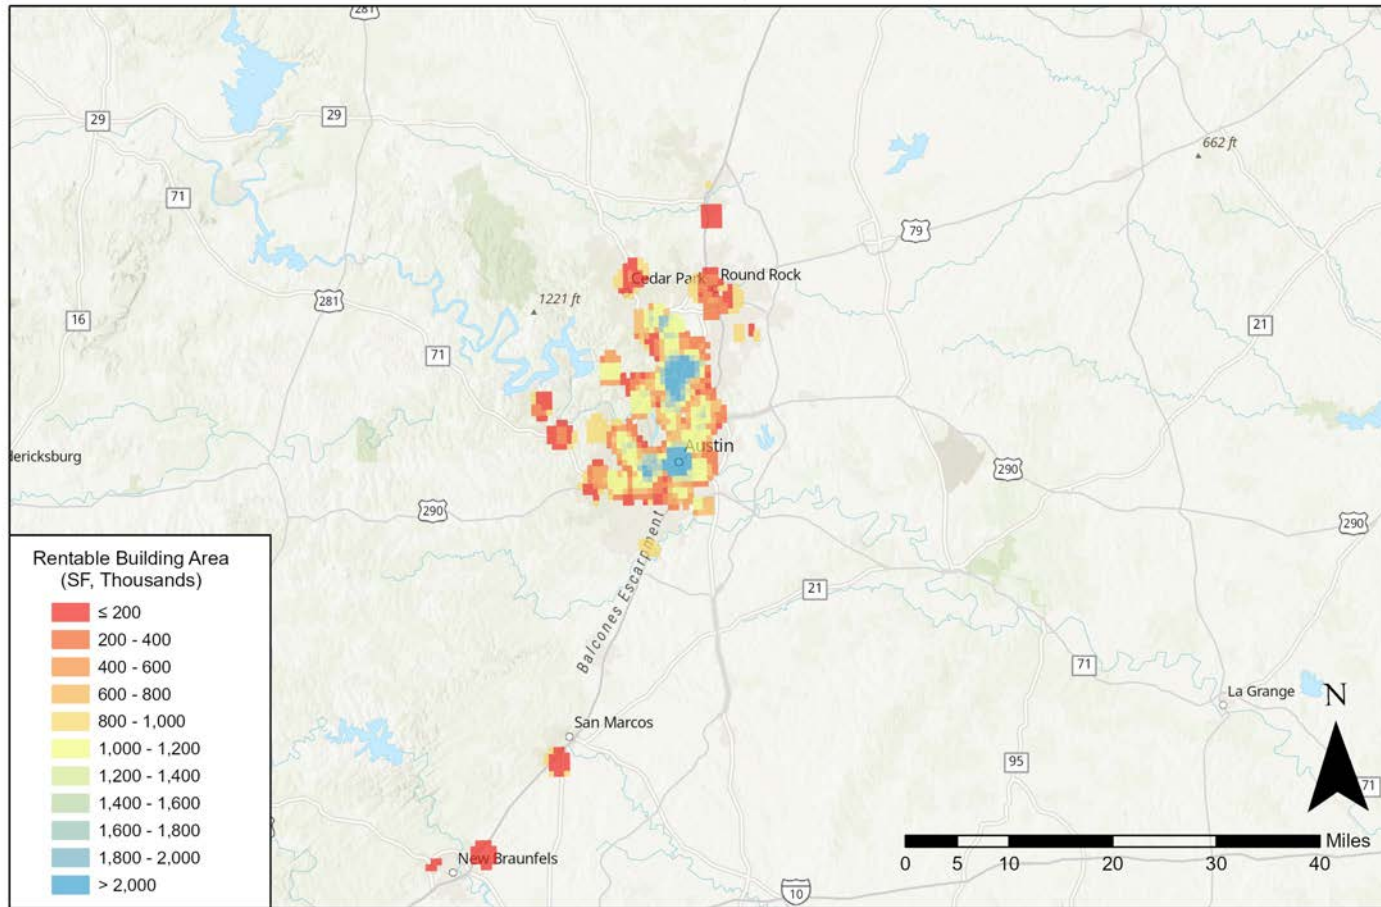 281
29
29
662 ft
71
79
Cedar Park
Round Rock
281
1221 ft
16
21
71
Austin
dericksburg
290
290
290
Balcones Escarpment
21
71
La Grange
N
San Marcos
95
71
New Braunfels
10
Rentable Building Area
(SF, Thousands)
≤ 200
200 - 400
400 - 600
600 - 800
800 - 1,000
1,000 - 1,200
1,200 - 1,400
1,400 - 1,600
1,600 - 1,800
1,800 - 2,000
> 2,000
Miles
0 5 10 20 30 40